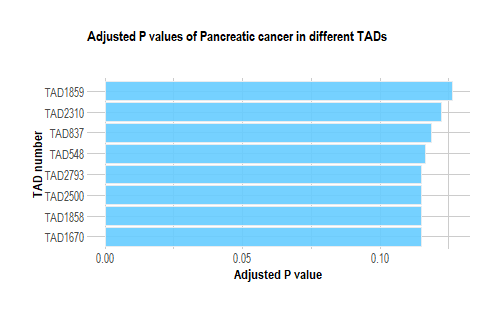 Adjusted P values of Pancreatic cancer in different TADs
TAD number
TAD1859
TAD2310
TAD837
TAD548
TAD2793
TAD2500
TAD1858
TAD1670
0.00 0.05 0.10
Adjusted P value